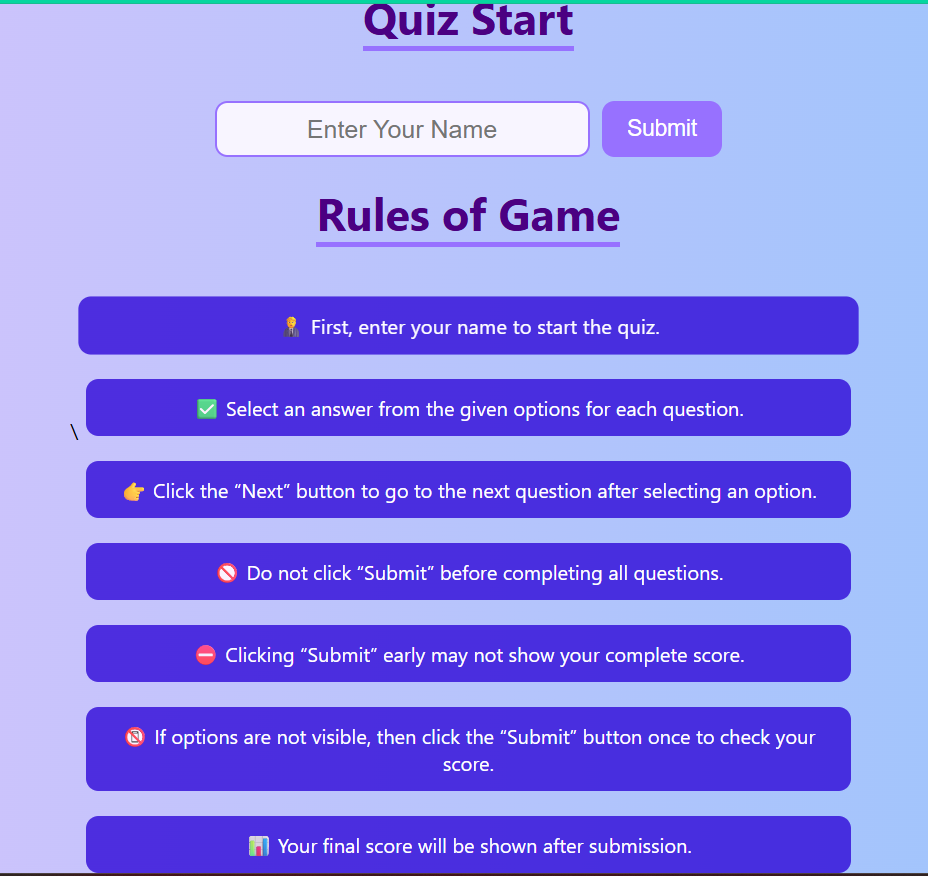 Quiz Start
Enter Your Name
Submit
Rules of Game
First, enter your name to start the quiz.
✅ Select an answer from the given options for each question.
\
👉 Click the “Next” button to go to the next question after selecting an option.
🚫 Do not click “Submit” before completing all questions.
⛔ Clicking “Submit” early may not show your complete score.
📵 If options are not visible, then click the “Submit” button once to check your
score.
📊 Your final score will be shown after submission.